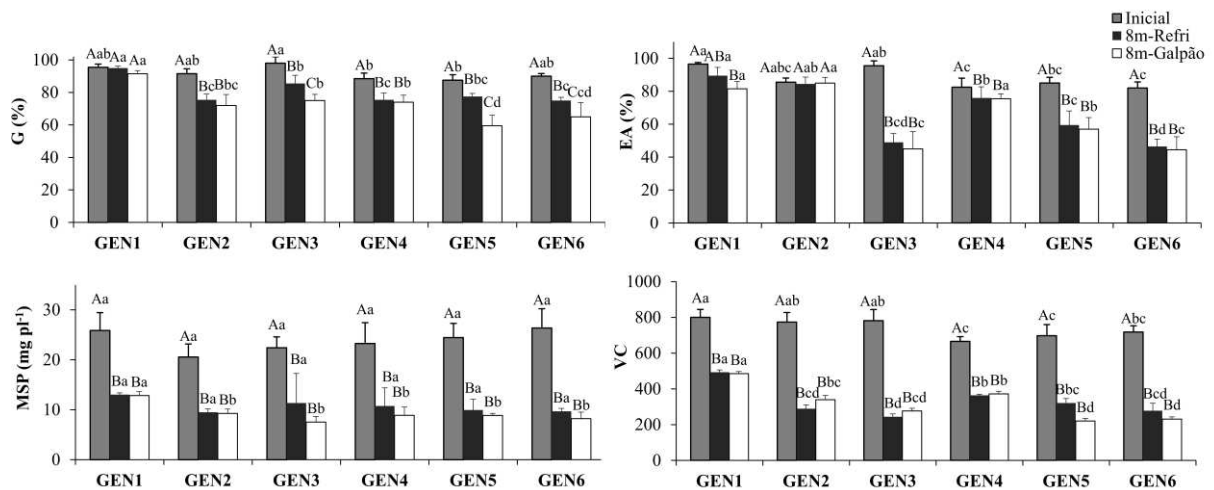 Inicial
8m-Refri
8m-Galpão
G (%)
100
80
60
40
20
0
Aab Aa Aa
Aab Bc Bbc
Aa Bb Cb
Ab Bc Bb
Ab Bbc Cd
Aab Bc Ccd
GEN1 GEN2 GEN3 GEN4 GEN5 GEN6
EA (%)
100
80
60
40
20
0
Aa ABa Ba
Aabc Aab Aa
Aab Bcd Bc
Ac Bb Ba
Abc Bc Bb
Ac Bd Bc
GEN1 GEN2 GEN3 GEN4 GEN5 GEN6
MSP (mg pl-1)
30
20
10
0
Aa Ba Ba
Aa Ba Bb
Aa Ba Bb
Aa Ba Bb
Aa Ba Bb
Aa Ba Bb
GEN1 GEN2 GEN3 GEN4 GEN5 GEN6
VC
1000
800
600
400
200
0
Aa Ba Ba
Aab Bcd Bbc
Aab Bd Bcd
Ac Bb Bb
Ac Bbc Bd
Abc Bcd Bd
GEN1 GEN2 GEN3 GEN4 GEN5 GEN6